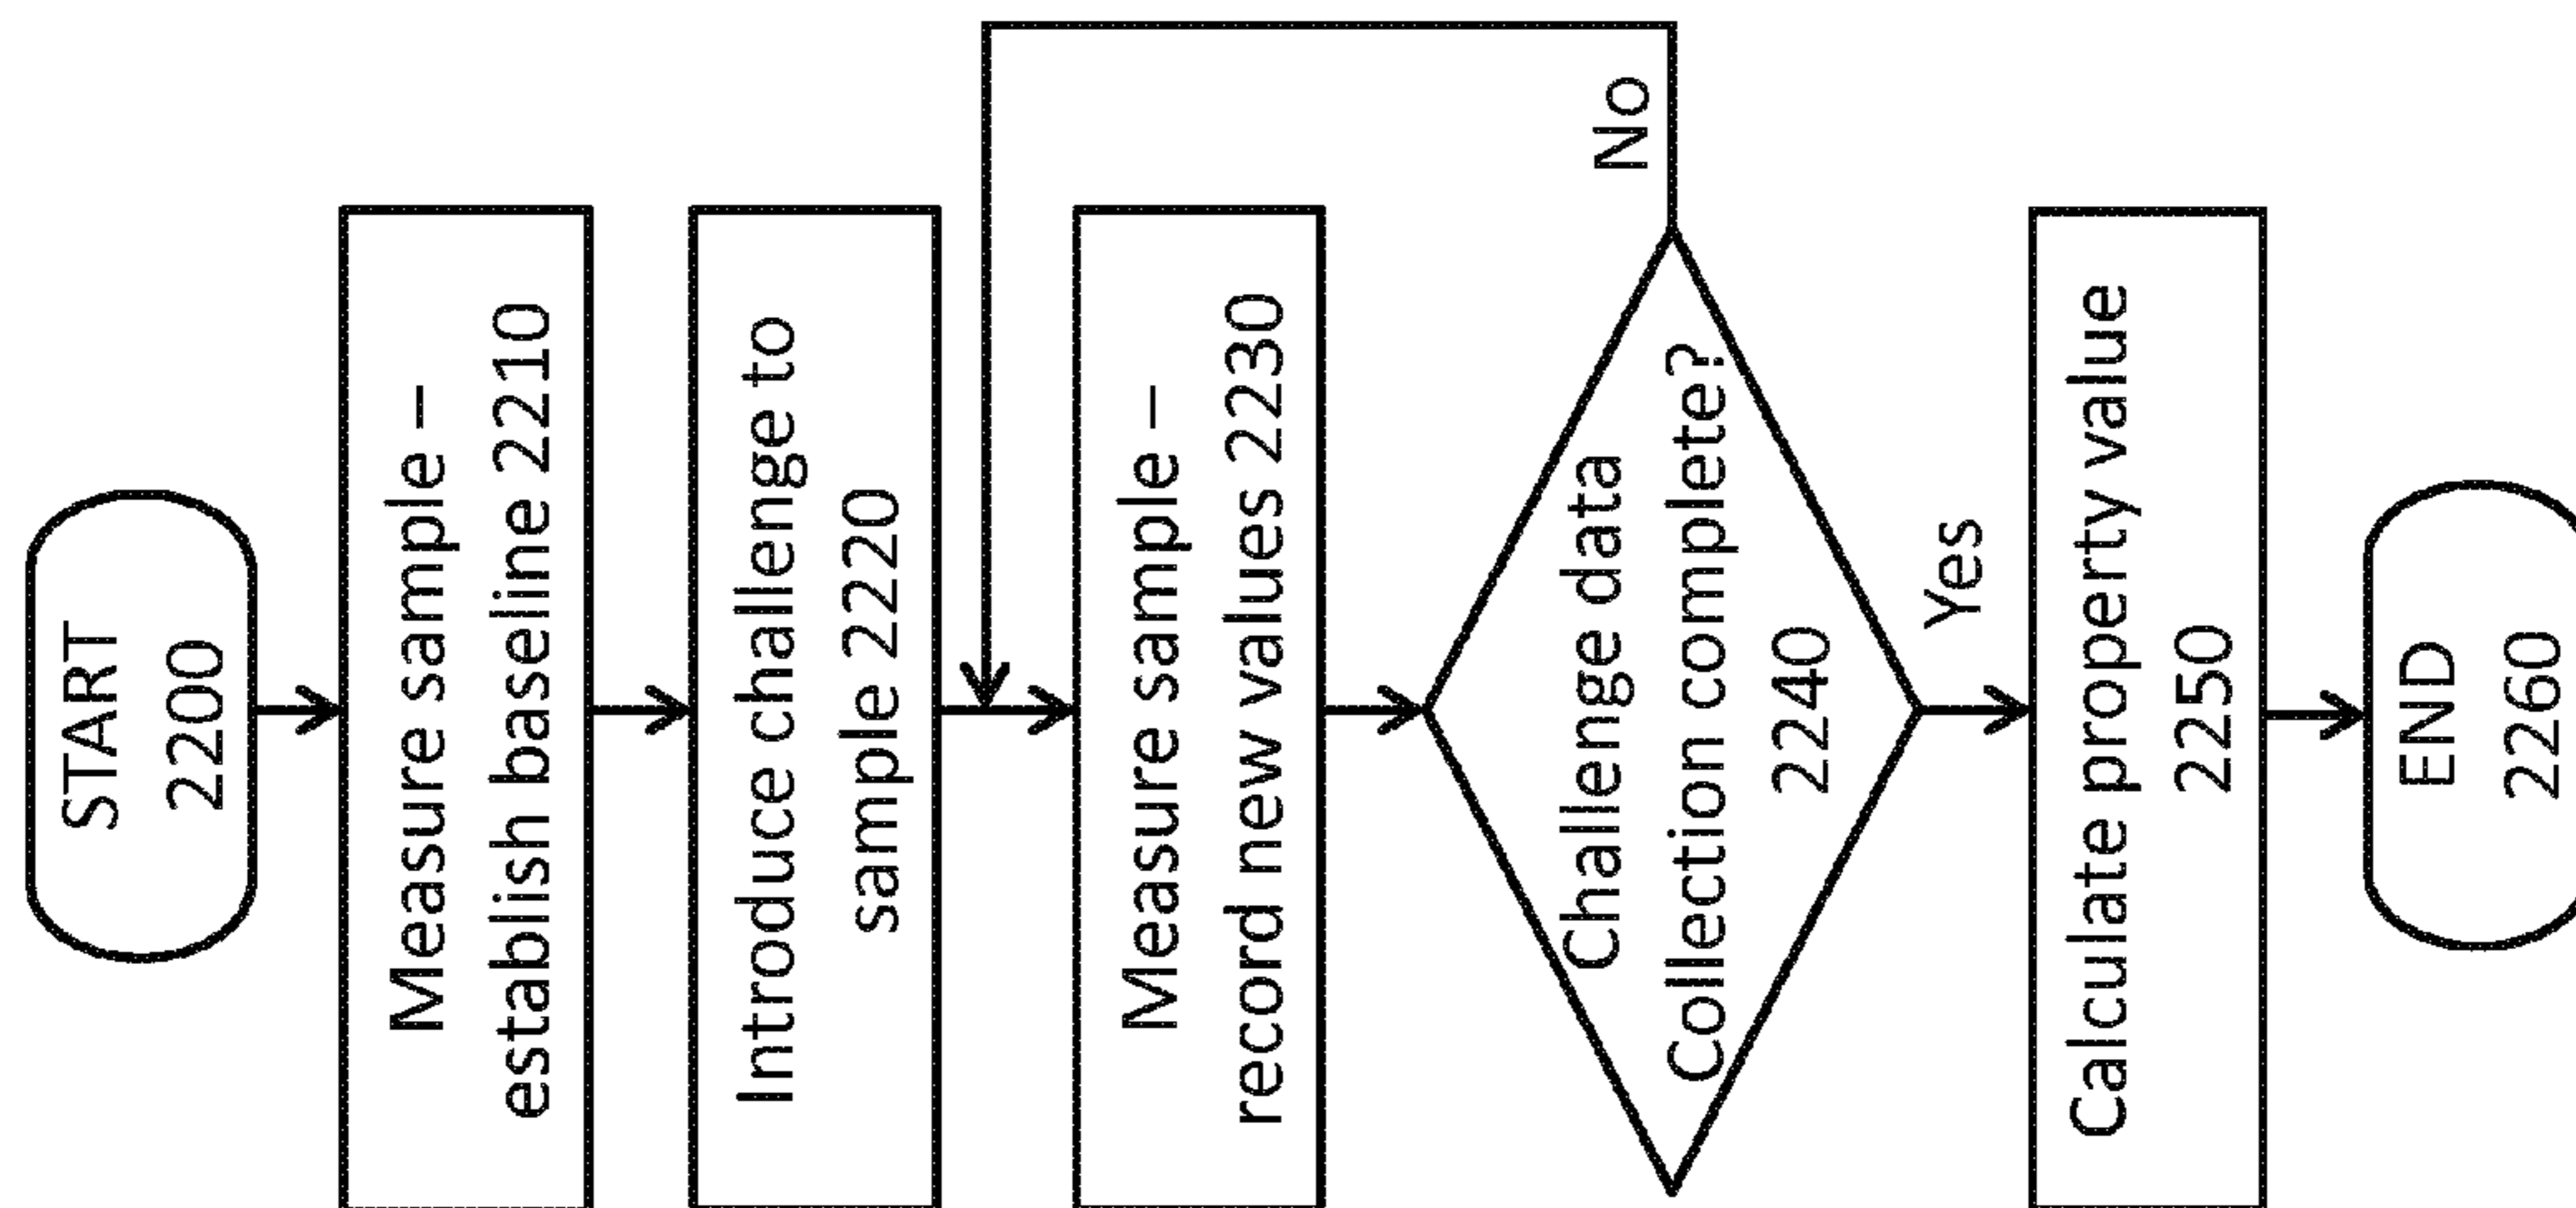 START
2200
Measure sample –
establish baseline 2210
Introduce challenge to
sample 2220
Measure sample –
record new values 2230
Challenge data
Collection complete?
2240
No
Yes
Calculate property value
2250
END
2260